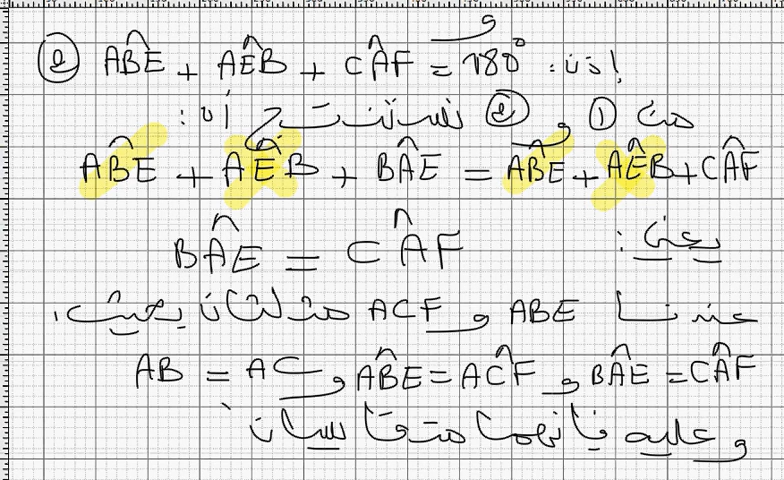 و
إذن: ABE + AEB + CAF = 180° ②
من ① و ② نستنتج أن:
ABE + AEB + BAE = ABE + AEB + CAF
يعني:
BAE = CAF
عندنا ABE و ACF مثلثان بحيث:
BAE = CAF و ABE = ACF و AB = AC
وعليه فإنهما متقايسان